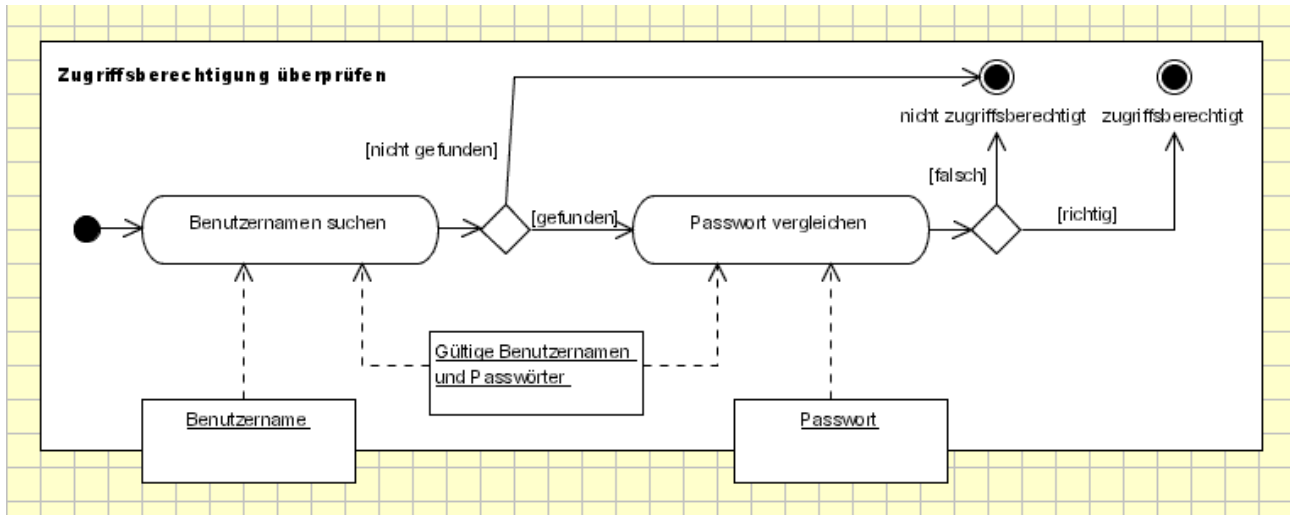 Zugriffsberechtigung überprüfen
nicht zugriffsberechtigt
zugriffsberechtigt
[nicht gefunden]
[falsch]
Benutzernamen suchen
[gefunden]
Passwort vergleichen
[richtig]
Gültige Benutzernamen
und Passwörter
Benutzername
Passwort